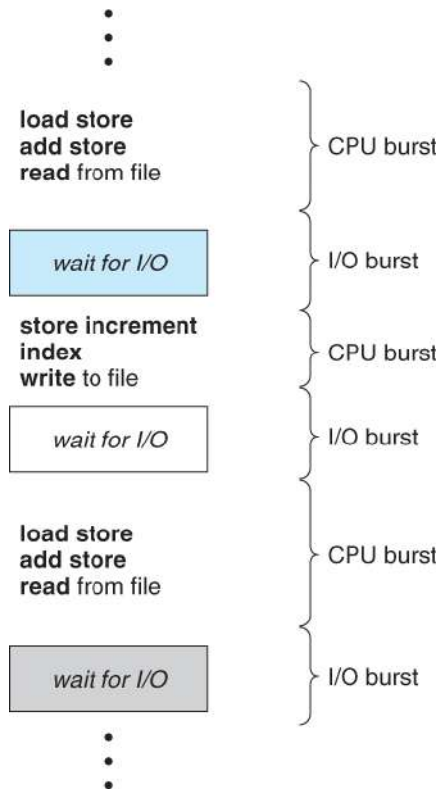 load store
add store
read from file
CPU burst
wait for I/O
I/O burst
store increment
index
write to file
CPU burst
wait for I/O
I/O burst
load store
add store
read from file
CPU burst
wait for I/O
I/O burst